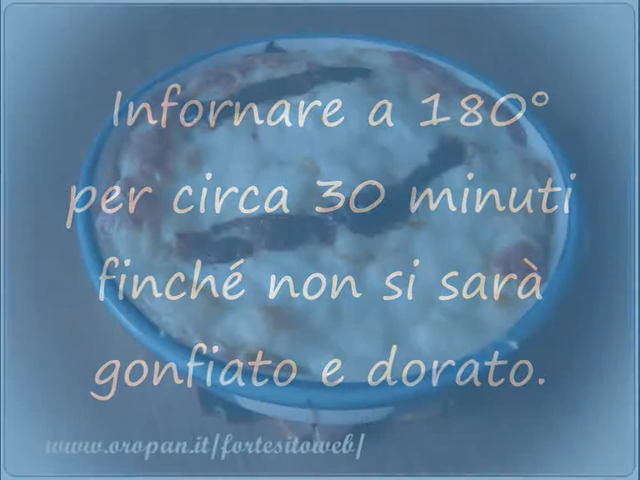 Infornare a 180°
per circa 30 minuti
finché non si sarà
gonfiato e dorato.
www.oropan.it/fortesitoweb/